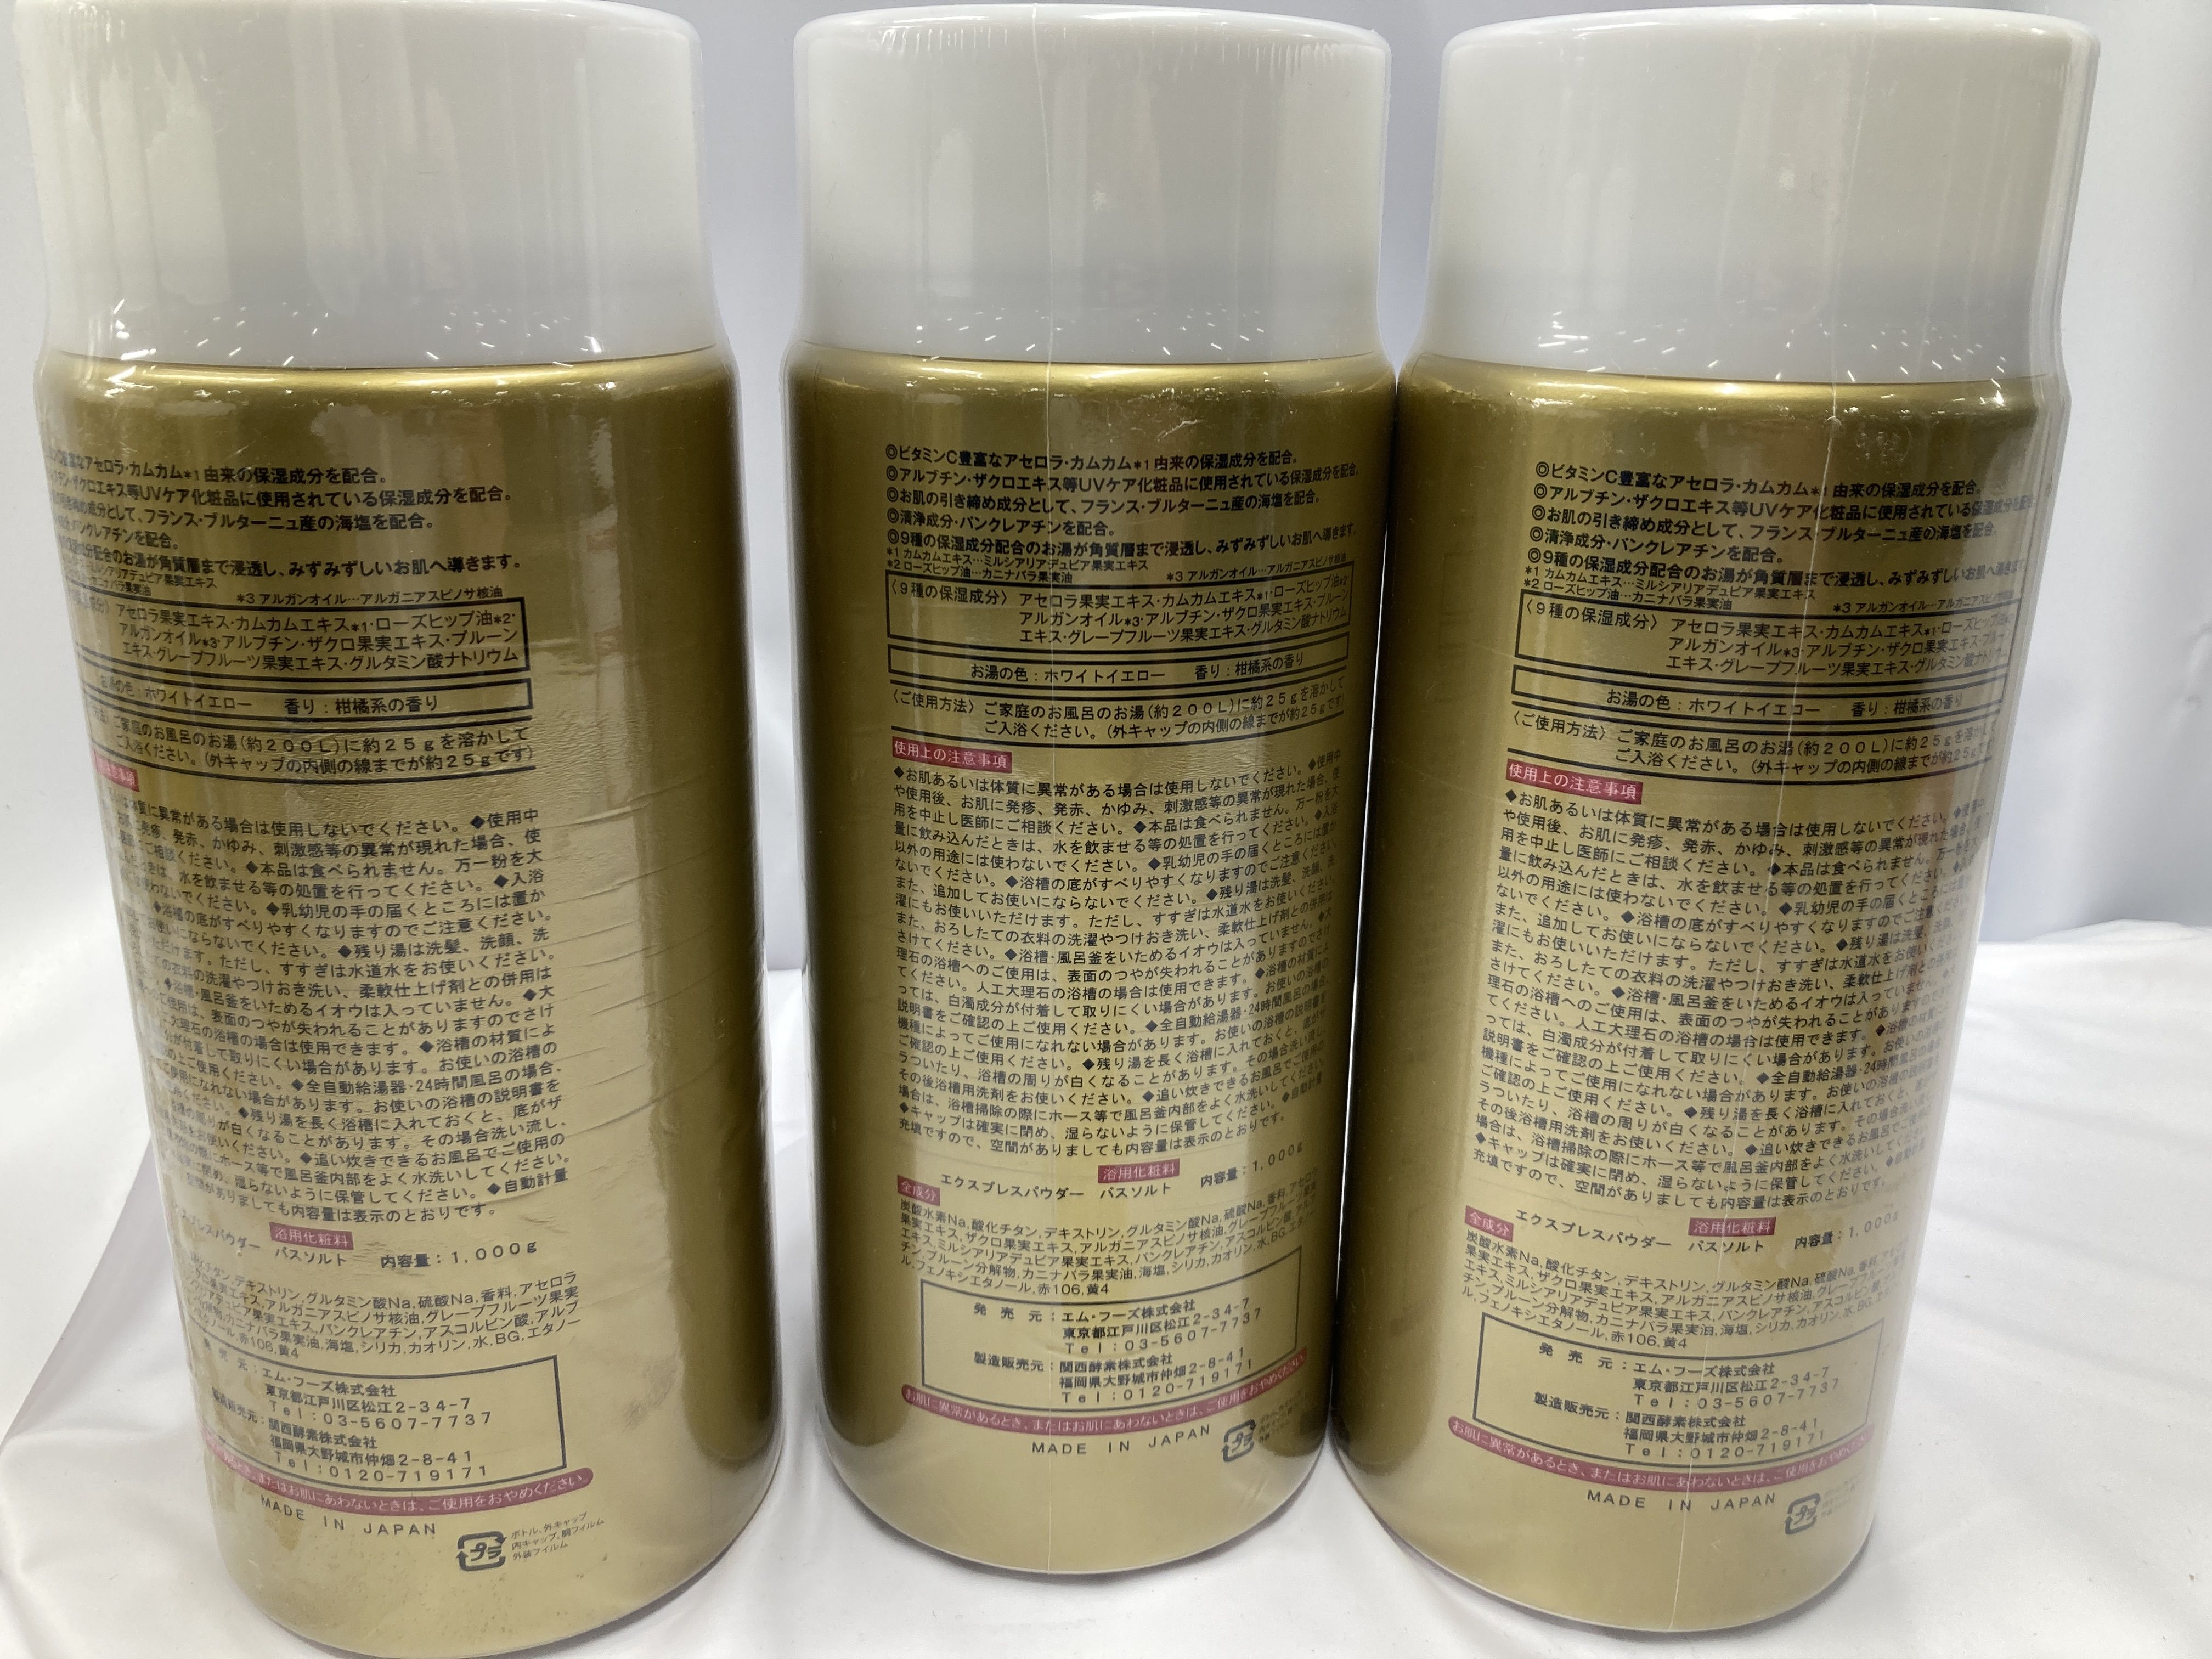 ◎ビタミンC豊富なアセロラ・カムカム*1由来の保湿成分を配合。
◎アルブチン・ザクロエキス等UVケア化粧品に使用されている保湿成分を配合。
◎お肌の引き締め成分として、フランス・ブルターニュ産の海塩を配合。
◎清浄成分・パンクレアチンを配合。
◎9種の保湿成分配合のお湯が角質層まで浸透し、みずみずしいお肌へ導きます。
*1 カムカムエキス…ミルシアリアデュビア果実エキス
*2 ローズヒップ油…カニナバラ果実油 *3 アルガンオイル…アルガニアスピノサ核油
〈9種の保湿成分〉 アセロラ果実エキス・カムカムエキス*1・ローズヒップ油*2・
アルガンオイル*3・アルブチン・ザクロ果実エキス・プルーン
エキス・グレープフルーツ果実エキス・グルタミン酸ナトリウム
お湯の色：ホワイトイエロー 香り：柑橘系の香り
〈ご使用方法〉 ご家庭のお風呂のお湯(約200L)に約25gを溶かして
ご入浴ください。(外キャップの内側の線までが約25gです)
使用上の注意事項
◆お肌あるいは体質に異常がある場合は使用しないでください。◆使用中
や使用後、お肌に発疹、発赤、かゆみ、刺激感等の異常が現れた場合、使
用を中止し医師にご相談ください。◆本品は食べられません。万一粉を大
量に飲み込んだときは、水を飲ませる等の処置を行ってください。◆入浴
以外の用途には使わないでください。◆乳幼児の手の届くところには置か
ないでください。◆浴槽の底がすべりやすくなりますのでご注意ください。
また、追加してお使いにならないでください。◆残り湯は洗髪、洗顔、洗
濯にもお使いいただけます。ただし、すすぎは水道水をお使いください。
また、おろしたての衣料の洗濯やつけおき洗い、柔軟仕上げ剤との併用は
さけてください。◆浴槽・風呂釜をいためるイオウは入っていません。◆大
理石の浴槽へのご使用は、表面のつやが失われることがありますのでさけ
てください。人工大理石の浴槽の場合は使用できます。◆浴槽の材質によ
っては、白濁成分が付着して取りにくい場合があります。お使いの浴槽の
説明書をご確認の上ご使用ください。◆全自動給湯器・24時間風呂の場合、
機種によってご使用になれない場合があります。お使いの浴槽の説明書を
ご確認の上ご使用ください。◆残り湯を長く浴槽に入れておくと、底がザ
うついたり、浴槽の周りが白くなることがあります。その場合洗い流し、
その後浴槽用洗剤をお使いください。◆追い炊きできるお風呂でご使用の
場合は、浴槽掃除の際にホース等で風呂釜内部をよく水洗いしてください。
◆キャップは確実に閉め、湿らないように保管してください。◆自動計量
充填ですので、空間がありましても内容量は表示のとおりです。
浴用化粧料
エクスプレスパウダー バスソルト 内容量：1,000g
全成分
炭酸水素Na,酸化チタン,デキストリン,グルタミン酸Na,硫酸Na,香料,アセロラ
果実エキス,ザクロ果実エキス,アルガニアスピノサ核油,グレープフルーツ果実
エキス,ミルシアリアデュビア果実エキス,パンクレアチン,アスコルビン酸,アルブ
チン,プルーン分解物,カニナバラ果実油,海塩,シリカ,カオリン,水,BG,エタノー
ル,フェノキシエタノール,赤106,黄4
発売元：エム・フーズ株式会社
東京都江戸川区松江2-34-7
Tel:03-5607-7737
製造販売元：関西酵素株式会社
福岡県大野城市仲畑2-8-41
Tel:0120-719171
お肌に異常があるとき、またはお肌にあわないときは、ご使用をおやめください。
MADE IN JAPAN
プラ
ボトル、外キャップ
内キャップ、胴フィルム
外装フィルム